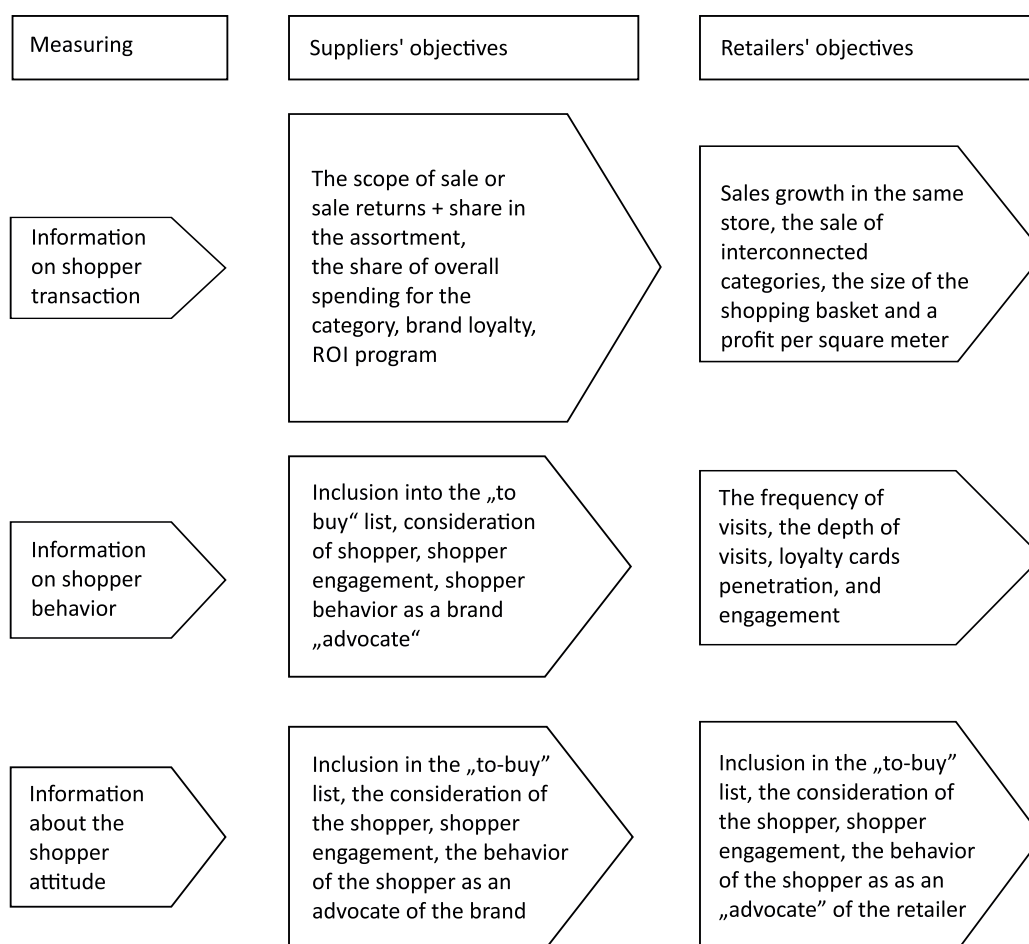 Measuring
Suppliers' objectives
Retailers' objectives
Information
on shopper
transaction
The scope of sale or
sale returns + share in
the assortment,
the share of overall
spending for the
category, brand loyalty,
ROI program
Sales growth in the same
store, the sale of
interconnected
categories, the size of the
shopping basket and a
profit per square meter
Information
on shopper
behavior
Inclusion into the „to
buy“ list, consideration
of shopper, shopper
engagement, shopper
behavior as a brand
„advocate“
The frequency of
visits, the depth of
visits, loyalty cards
penetration, and
engagement
Information
about the
shopper
attitude
Inclusion in the „to-buy”
list, the consideration of
the shopper, shopper
engagement, the behavior
of the shopper as an
advocate of the brand
Inclusion in the „to-buy”
list, the consideration of
the shopper, shopper
engagement, the behavior
of the shopper as as an
„advocate” of the retailer